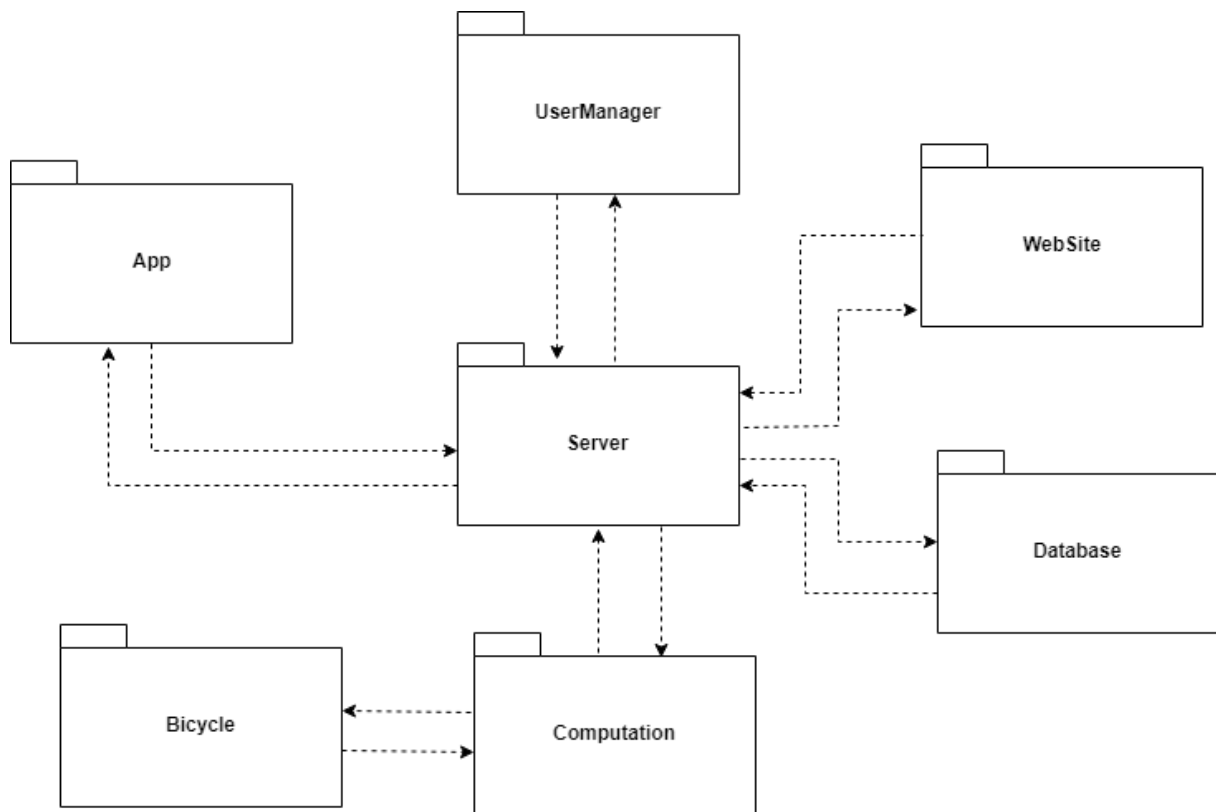 UserManager
WebSite
App
Server
Database
Bicycle
Computation